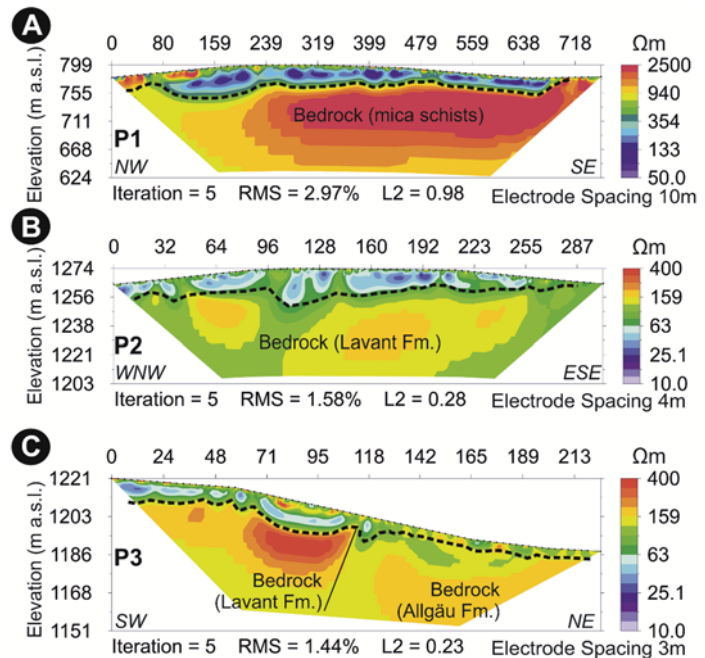 A
0 80 159 239 319 399 479 559 638 718
Ωm
Elevation (m a.s.l.)
799
755
711
668
624
2500
940
354
133
50.0
Bedrock (mica schists)
P1
NW
SE
Iteration = 5 RMS = 2.97% L2 = 0.98 Electrode Spacing 10m
B
0 32 64 96 128 160 192 223 255 287
Ωm
Elevation (m a.s.l.)
1274
1256
1238
1221
1203
400
159
63
25.1
10.0
Bedrock (Lavant Fm.)
P2
WNW
ESE
Iteration = 5 RMS = 1.58% L2 = 0.28 Electrode Spacing 4m
C
0 24 48 71 95 118 142 165 189 213
Ωm
Elevation (m a.s.l.)
1221
1203
1186
1168
1151
400
159
63
25.1
10.0
P3
Bedrock
(Lavant Fm.)
Bedrock
(Allgäu Fm.)
SW
NE
Iteration = 5 RMS = 1.44% L2 = 0.23 Electrode Spacing 3m